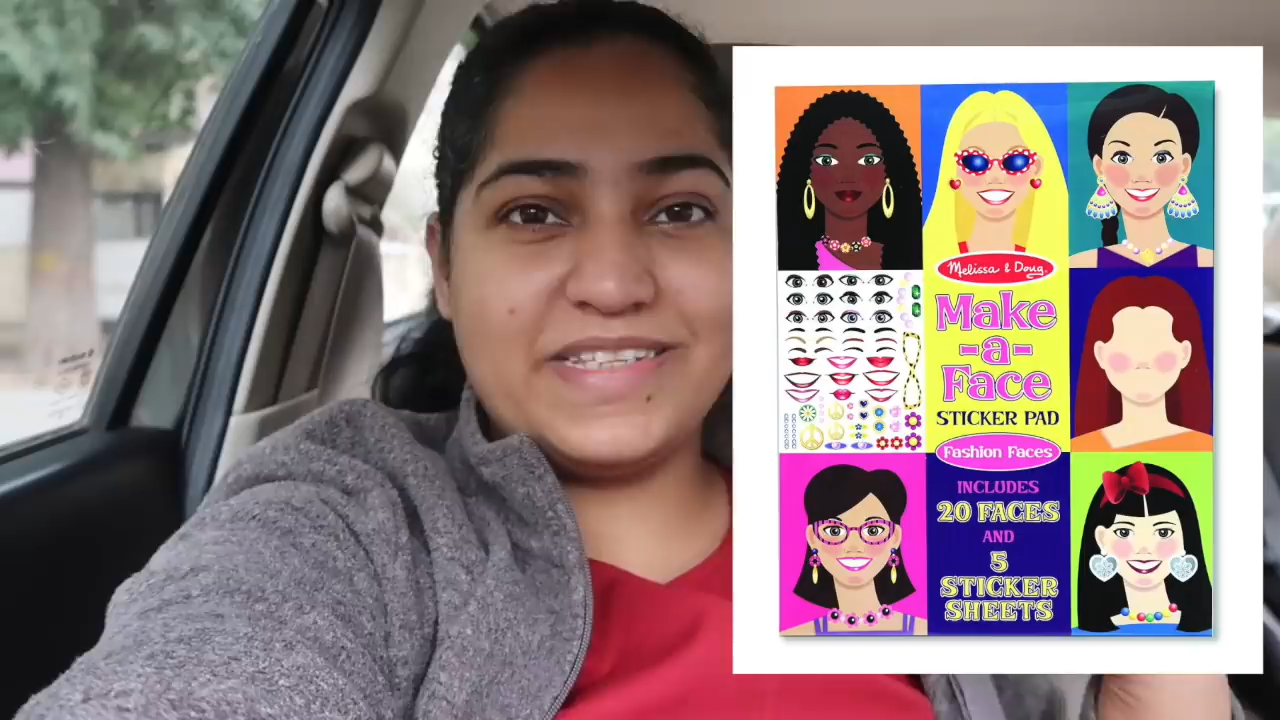 Melissa & Doug.
Make
-a-
Face
STICKER PAD
Fashion Faces
INCLUDES
20 FACES
AND
5
STICKER
SHEETS